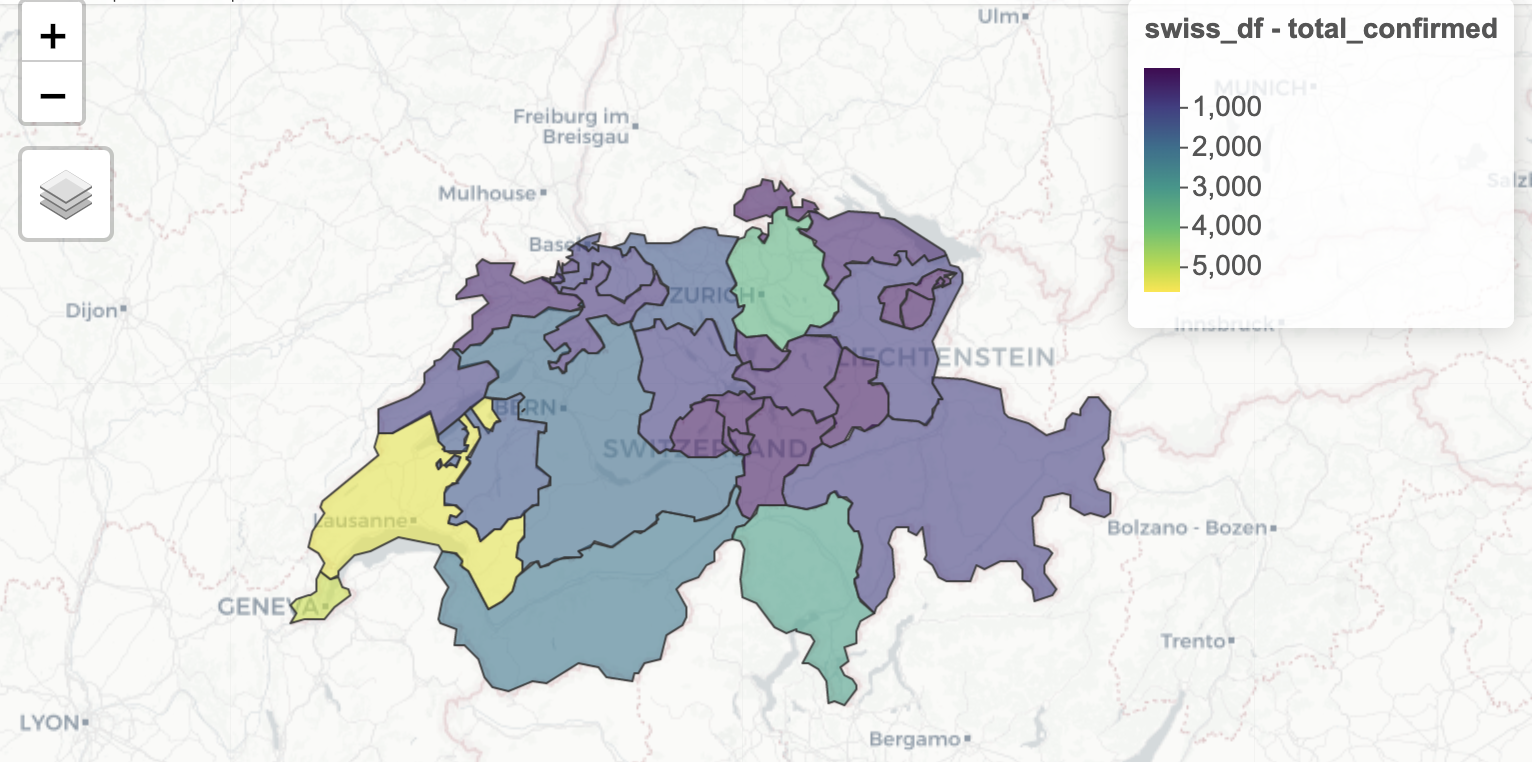 +
−
Ulm
swiss_df - total_confirmed
MUNICH
1,000
Freiburg im
Breisgau
2,000
Mulhouse
3,000
4,000
Basel
5,000
ZURICH
Dijon
Innsbruck
LIECHTENSTEIN
BERN
SWITZERLAND
Lausanne
Bolzano - Bozen
GENEVA
Trento
LYON
Bergamo